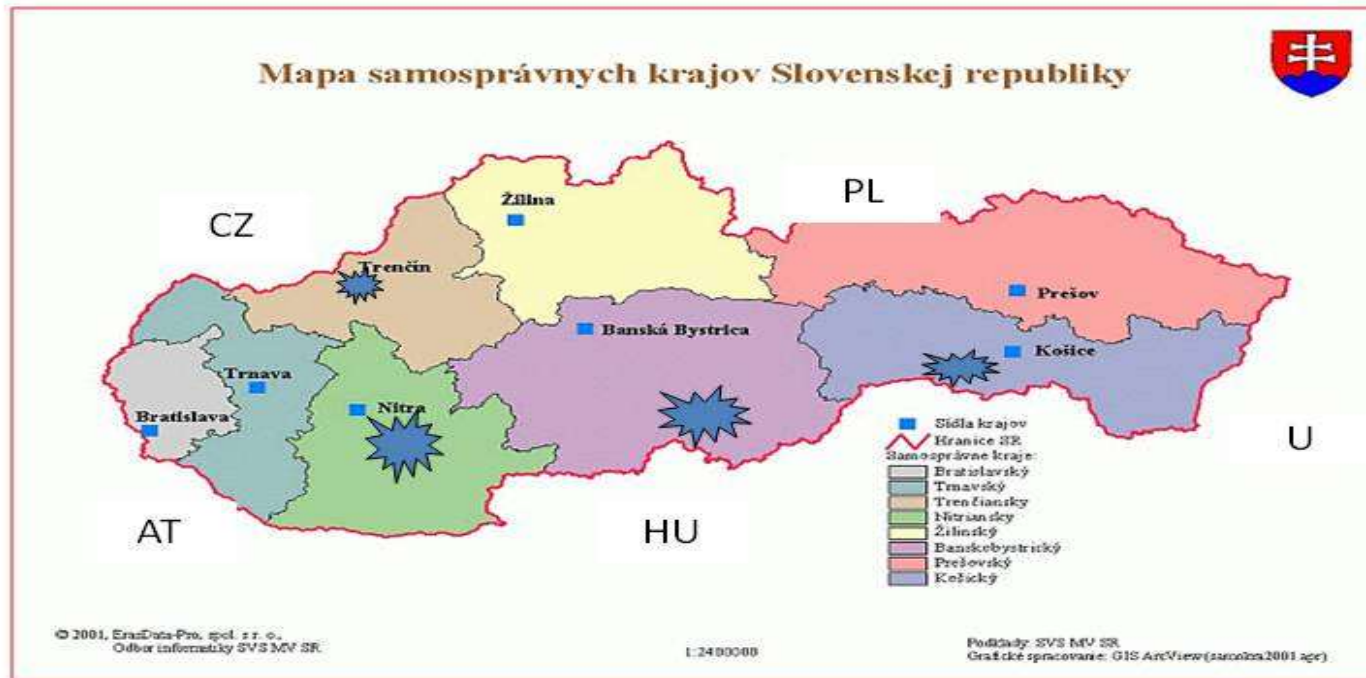 Mapa samosprávnych krajov Slovenskej republiky
CZ
PL
Žilina
Trenčín
Prešov
Banská Bystrica
Košice
Trnava
Nitra
Bratislava
U
AT
HU
Sídla krajov
Hranice SR
Samosprávne kraje:
Bratislavský
Trnavský
Trenčiansky
Nitriansky
Žilinský
Banskobystrický
Prešovský
Košický
© 2001, ErasData-Pro, spol. s r. o.,
Odbor informatiky SVS MV SR
1:2400000
Podklady: SVS MV SR
Grafické spracovanie: GIS ArcView